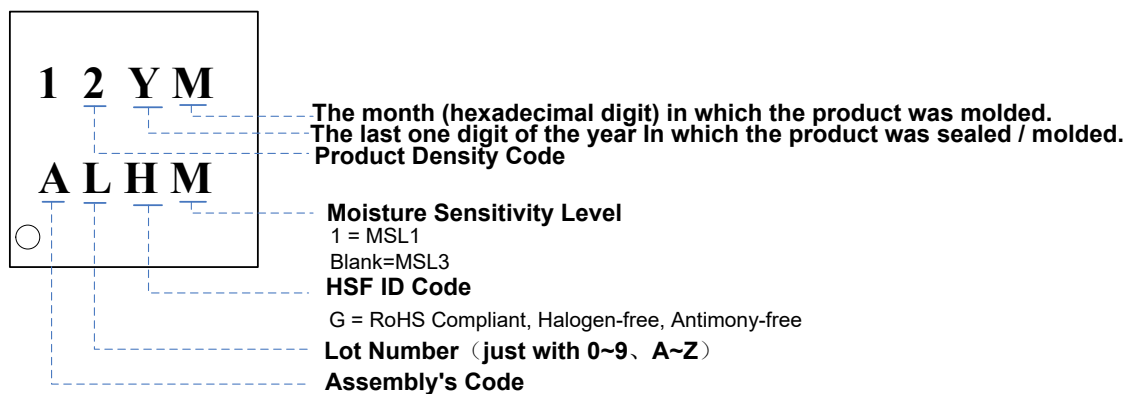 1 2 Y M
The month (hexadecimal digit) in which the product was molded.
The last one digit of the year In which the product was sealed / molded.
Product Density Code
A L H M
Moisture Sensitivity Level
1 = MSL1
Blank=MSL3
HSF ID Code
G = RoHS Compliant, Halogen-free, Antimony-free
Lot Number（just with 0~9、A~Z）
Assembly's Code